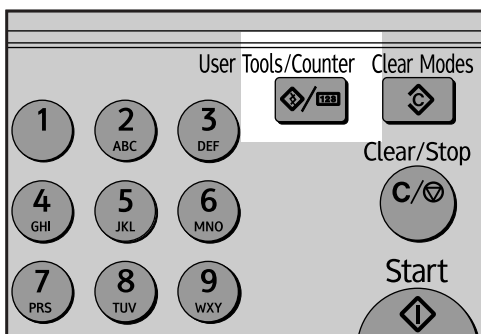 User Tools/Counter Clear Modes
123
1 2 3
ABC DEF
Clear/Stop
C/
4 5 6
GHI JKL MNO
7 8 9
PRS TUV WXY
Start